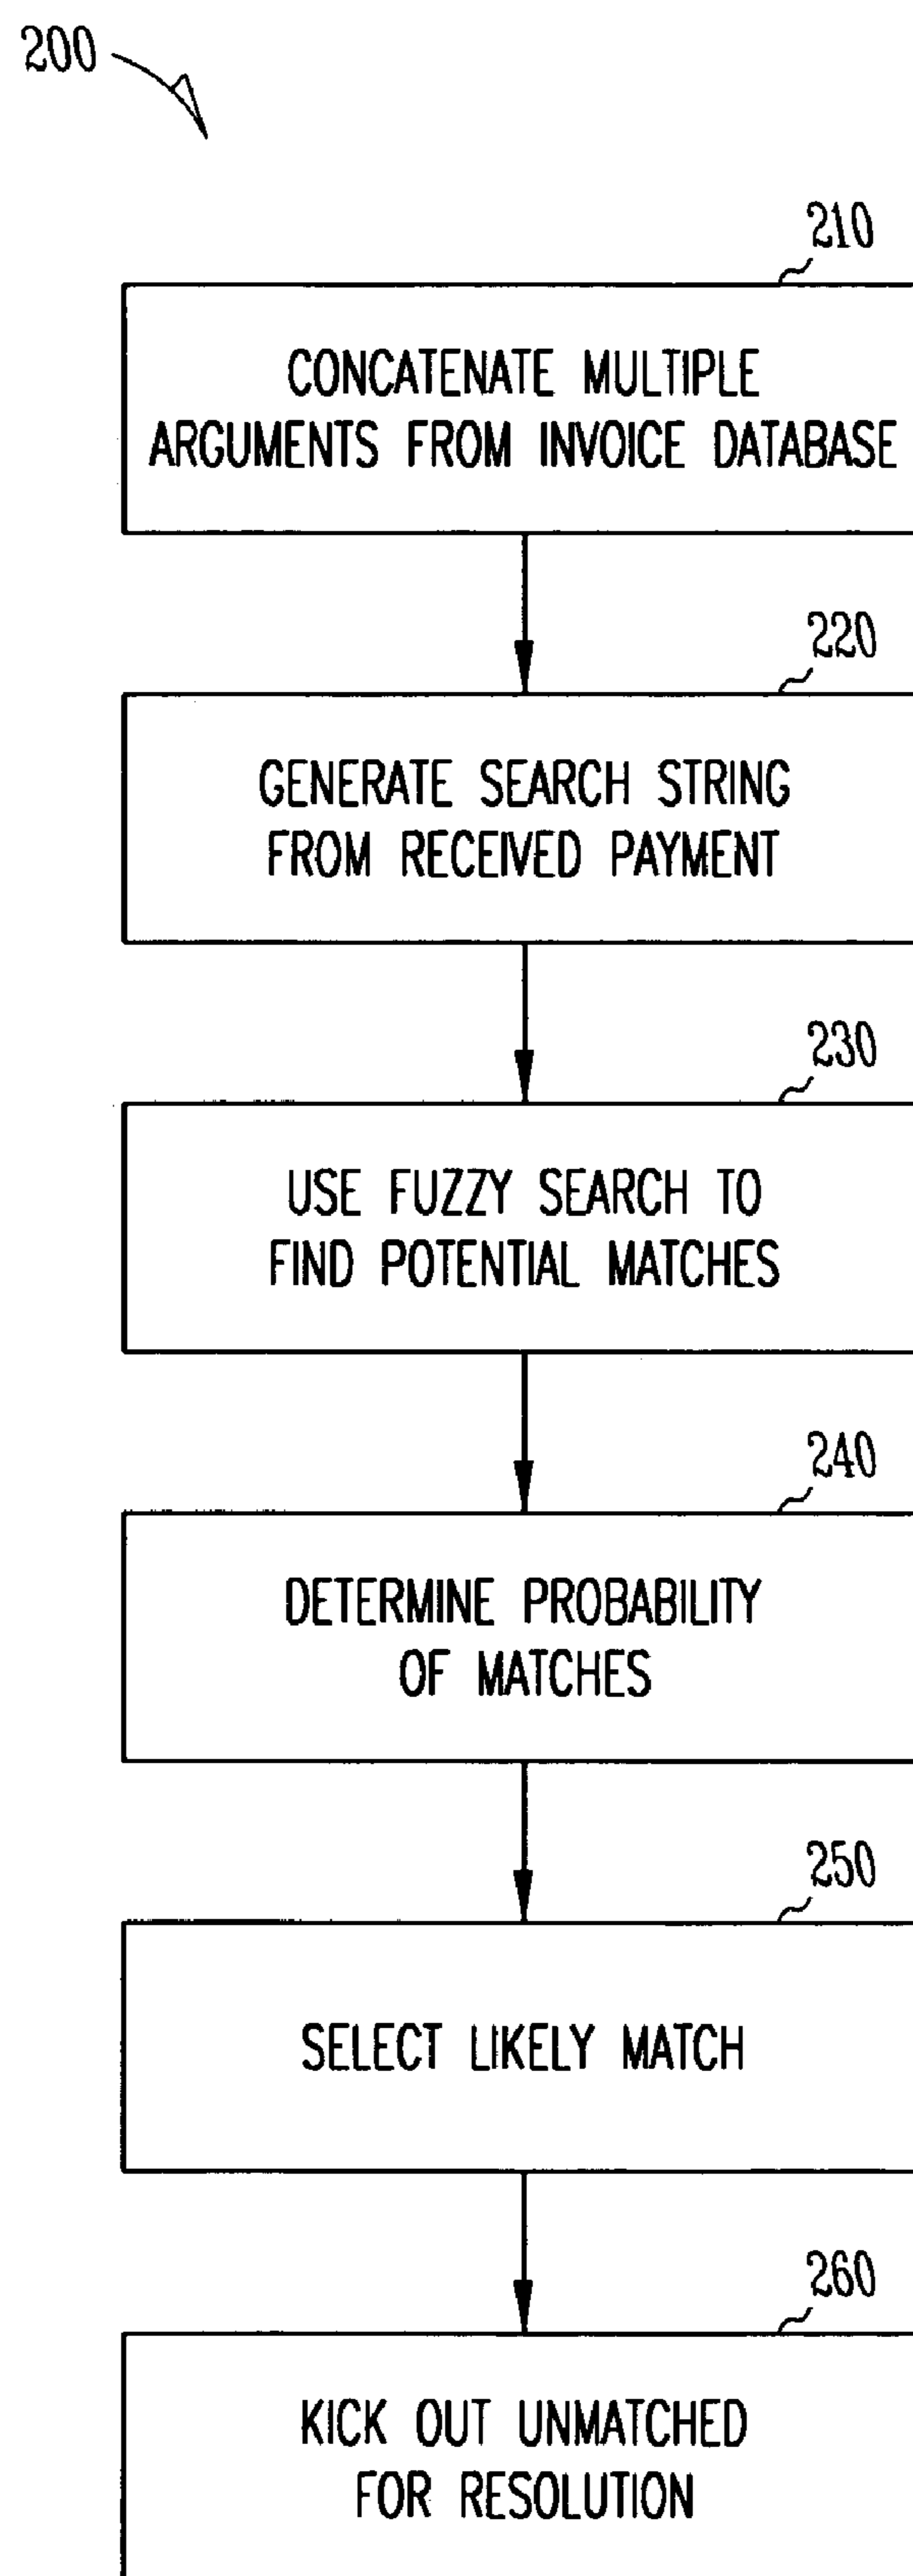 200
210
CONCATENATE MULTIPLE
ARGUMENTS FROM INVOICE DATABASE
220
GENERATE SEARCH STRING
FROM RECEIVED PAYMENT
230
USE FUZZY SEARCH TO
FIND POTENTIAL MATCHES
240
DETERMINE PROBABILITY
OF MATCHES
250
SELECT LIKELY MATCH
260
KICK OUT UNMATCHED
FOR RESOLUTION